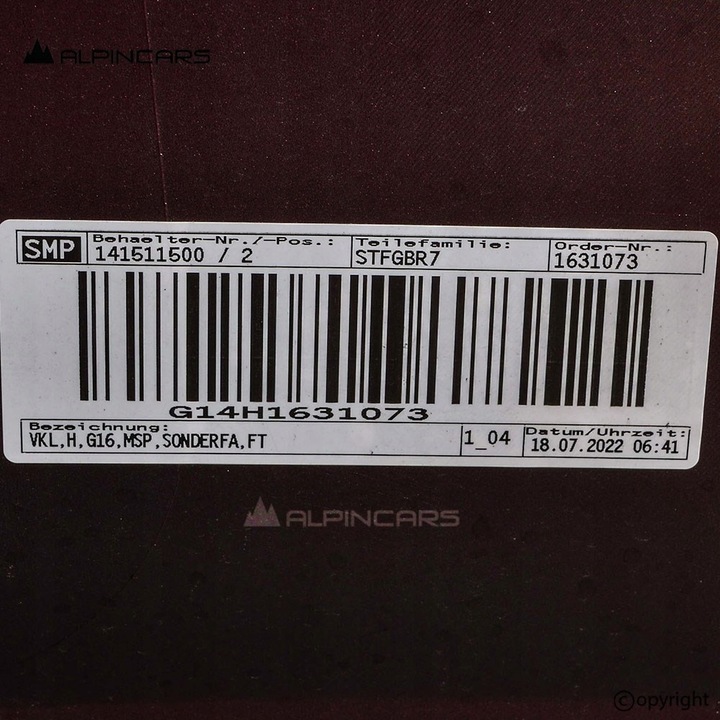 ALPINCARS
SMP
Behaelter-Nr./-Pos.:
141511500 / 2
Teilefamilie:
STFGBR7
Order-Nr.:
1631073
G14H1631073
Bezeichnung:
VKL,H,G16,MSP,SONDERFA,FT
1_04
Datum/Uhrzeit:
18.07.2022 06:41
ALPINCARS
©opyright